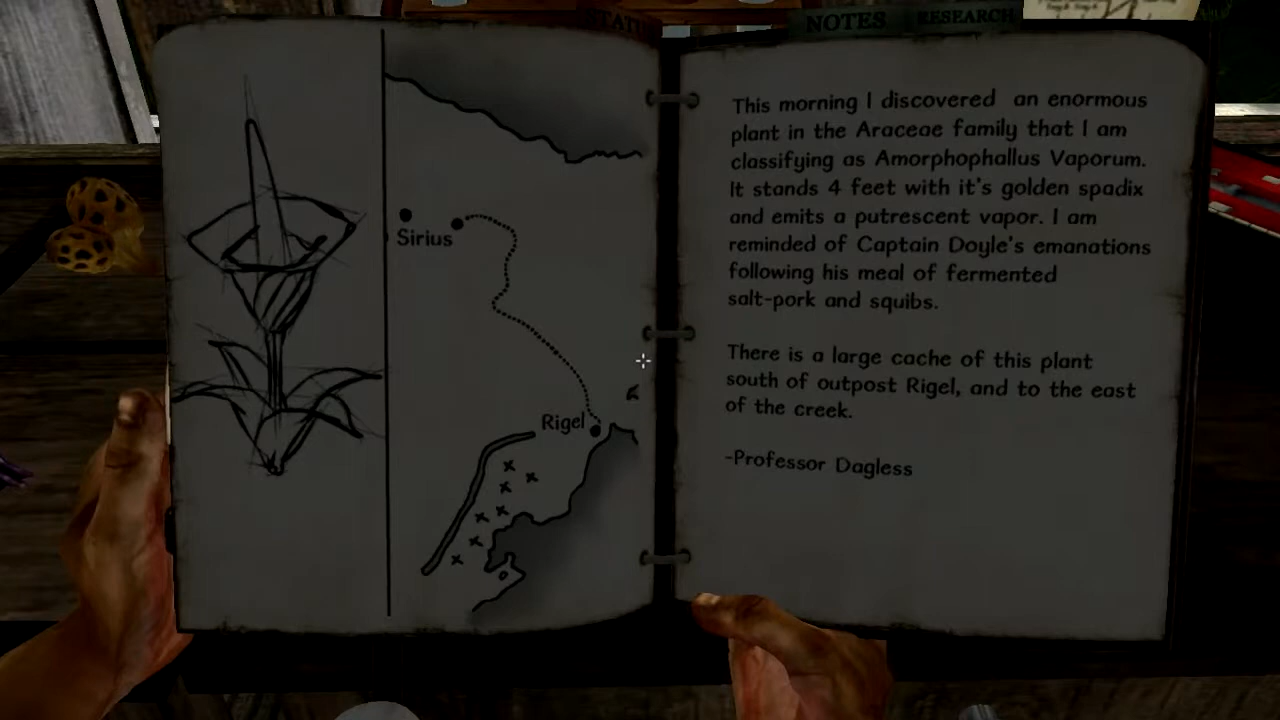 STATI
NOTES
RESEARCH
Sirius
Rigel
This morning I discovered an enormous
plant in the Araceae family that I am
classifying as Amorphophallus Vaporum.
It stands 4 feet with it's golden spadix
and emits a putrescent vapor. I am
reminded of Captain Doyle's emanations
following his meal of fermented
salt-pork and squibs.
There is a large cache of this plant
south of outpost Rigel, and to the east
of the creek.
-Professor Dagless